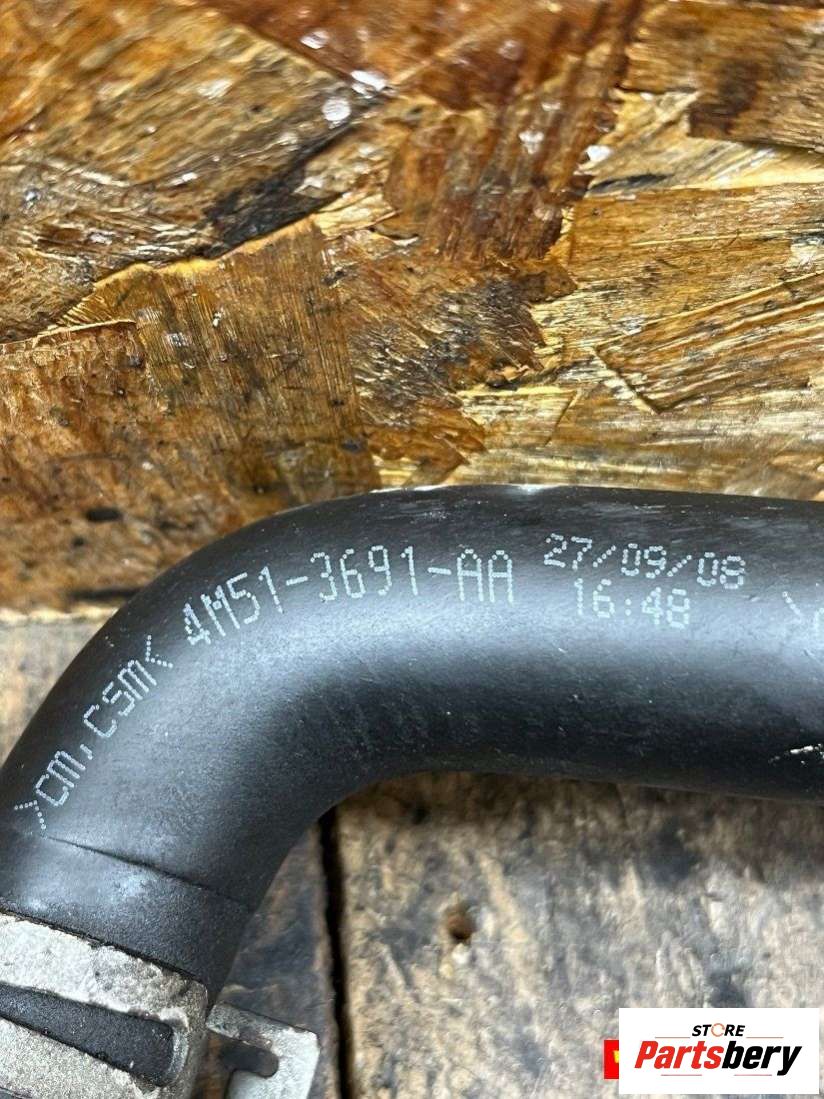 >CM,CSM< 4M51-3691-AA 27/09/08
16:48
STORE
Partsbery